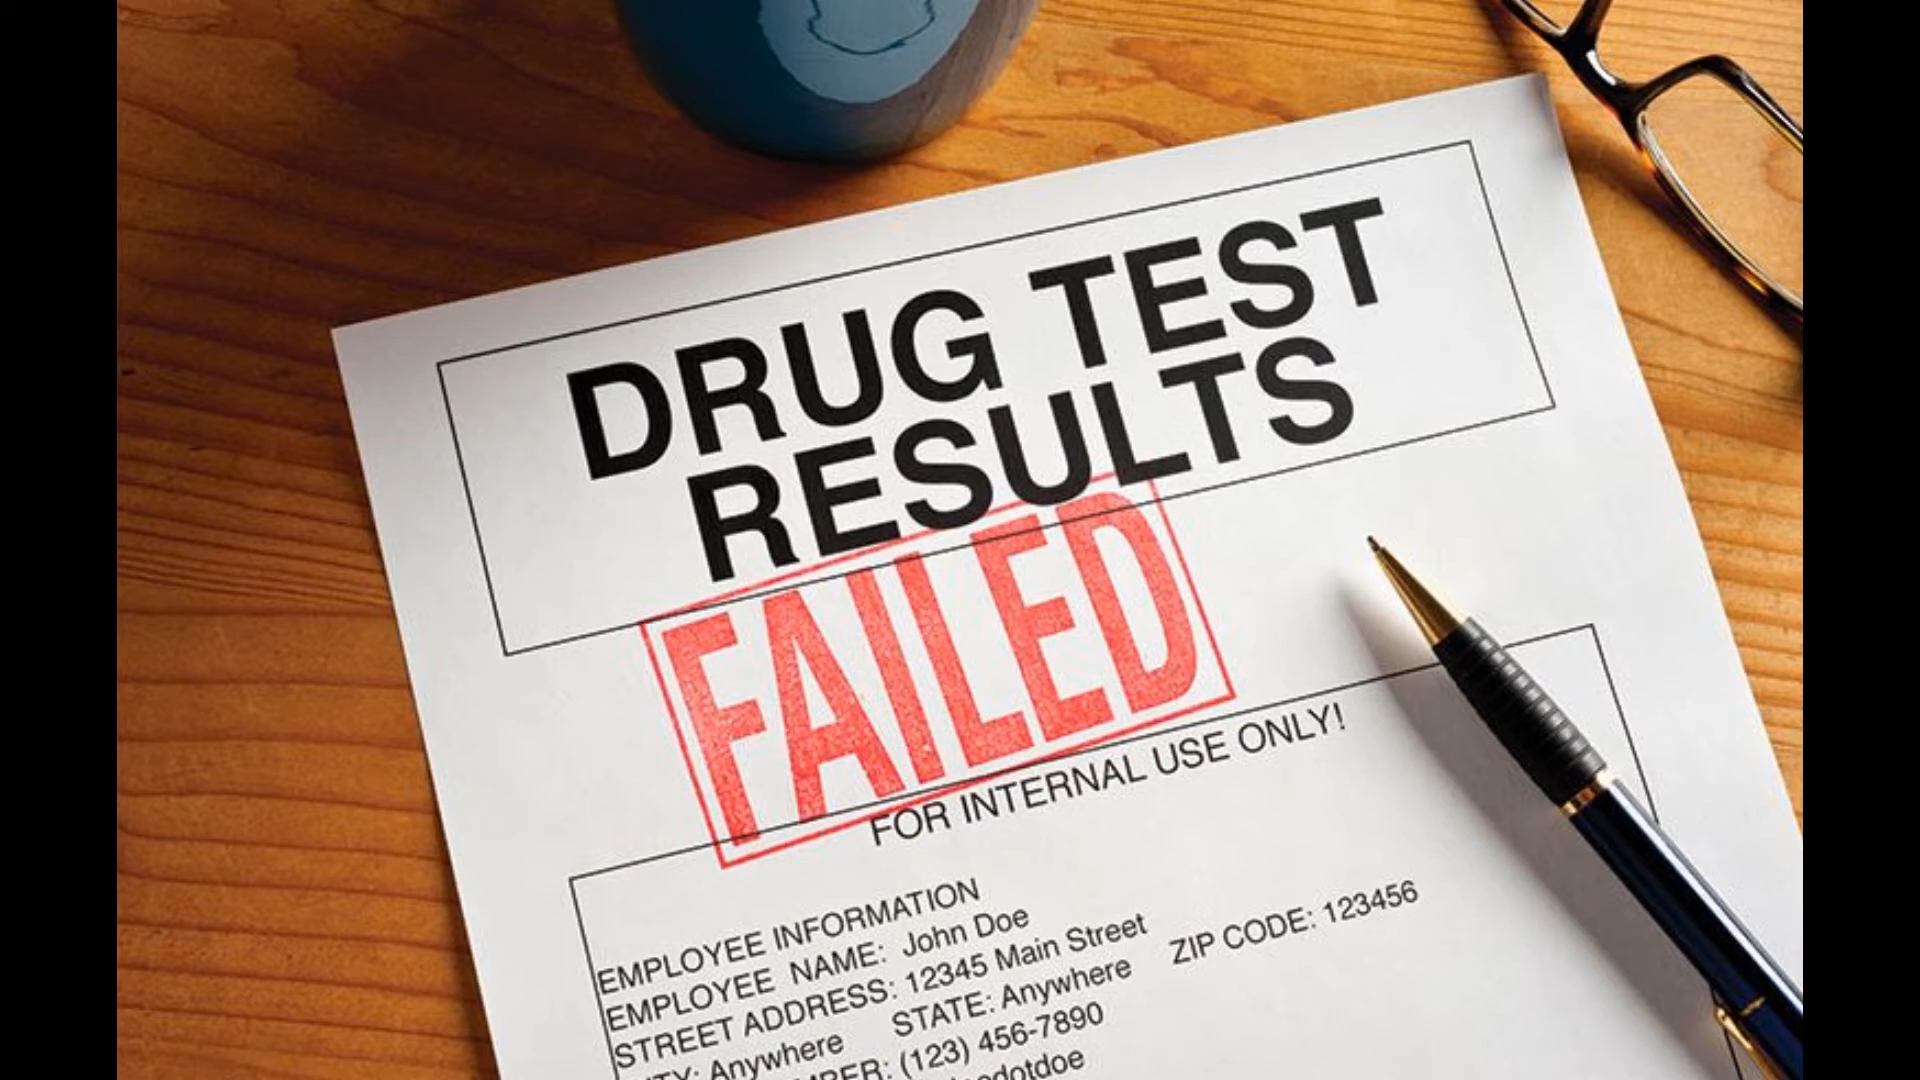 DRUG TEST
RESULTS
FAILED
FOR INTERNAL USE ONLY!
EMPLOYEE INFORMATION
EMPLOYEE NAME: John Doe
STREET ADDRESS: 12345 Main Street
Anywhere STATE: Anywhere ZIP CODE: 123456
(123) 456-7890